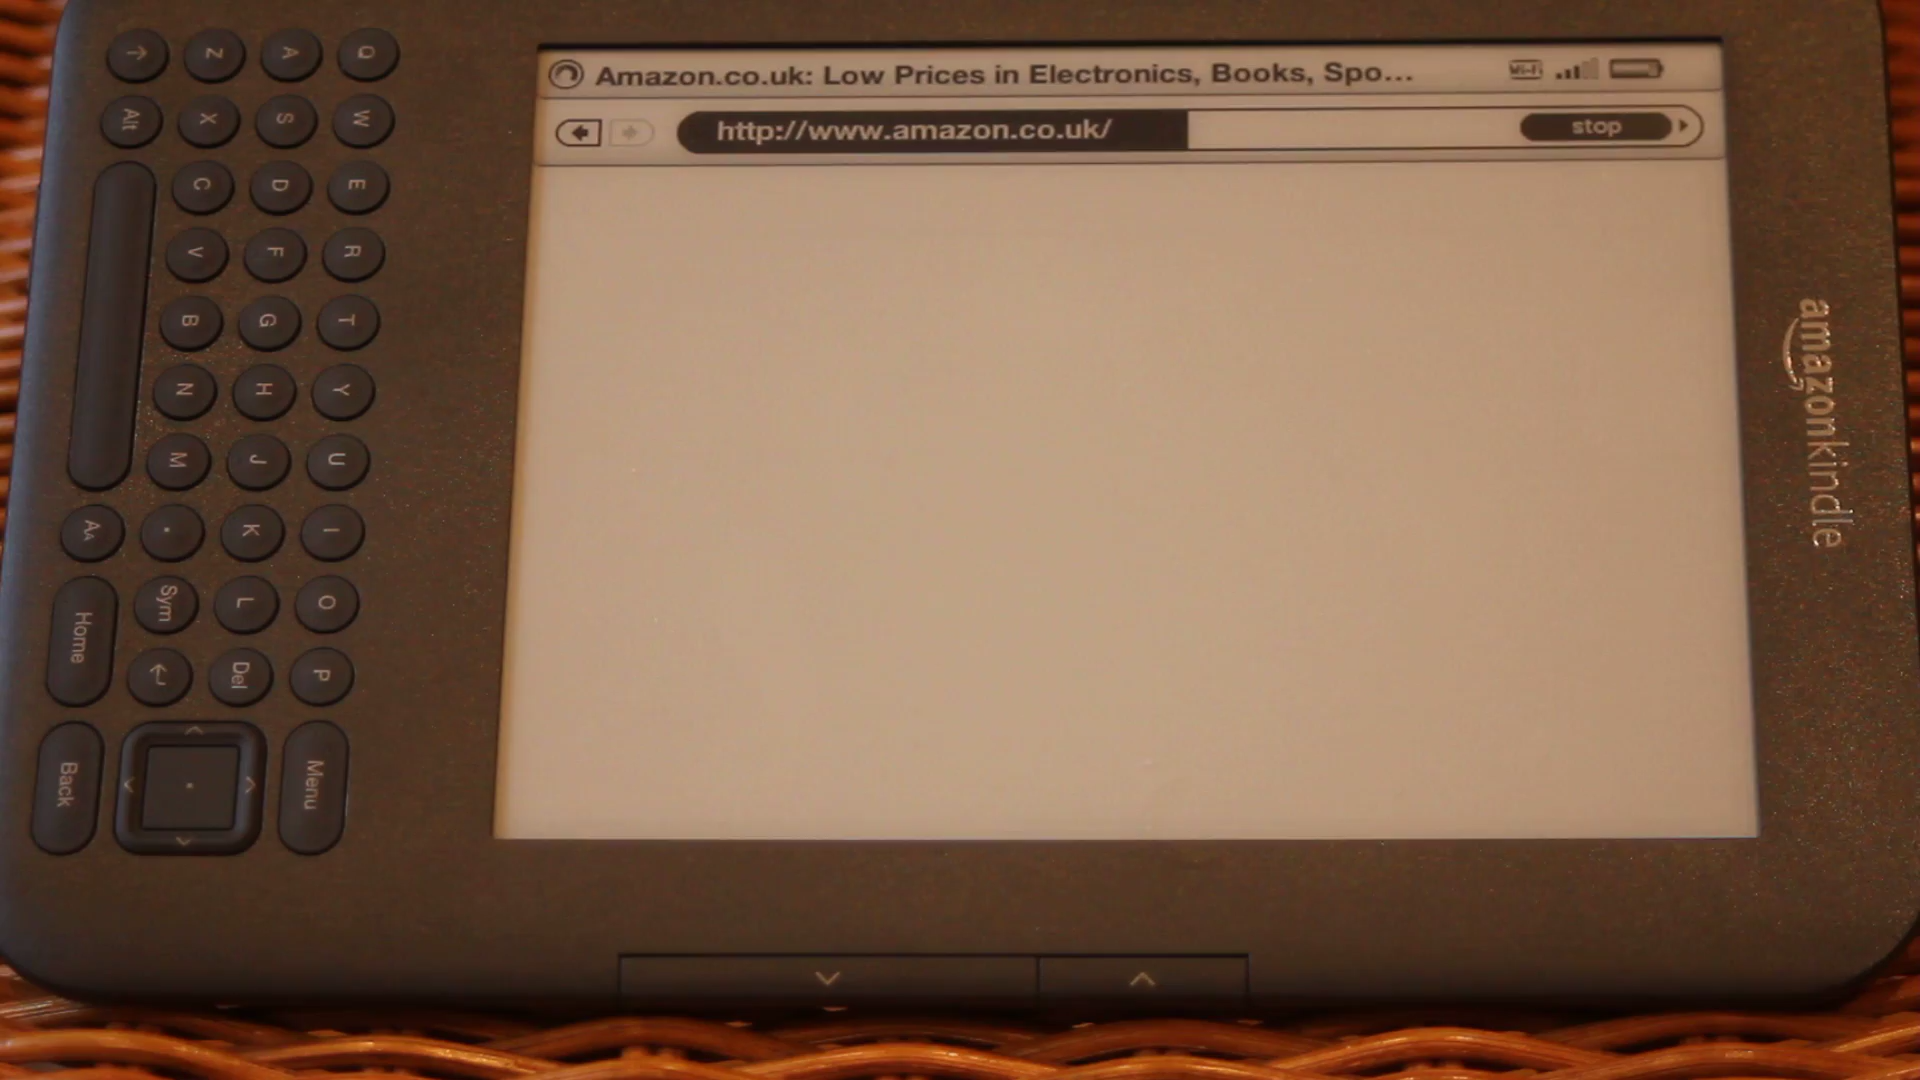 Amazon.co.uk: Low Prices in Electronics, Books, Spo...
Wi-Fi
http://www.amazon.co.uk/
stop
amazonkindle
Q W E R T Y U I O P
A S D F G H J K L Del
Z X C V B N M . Sym
Alt AA
Menu
Home
Back